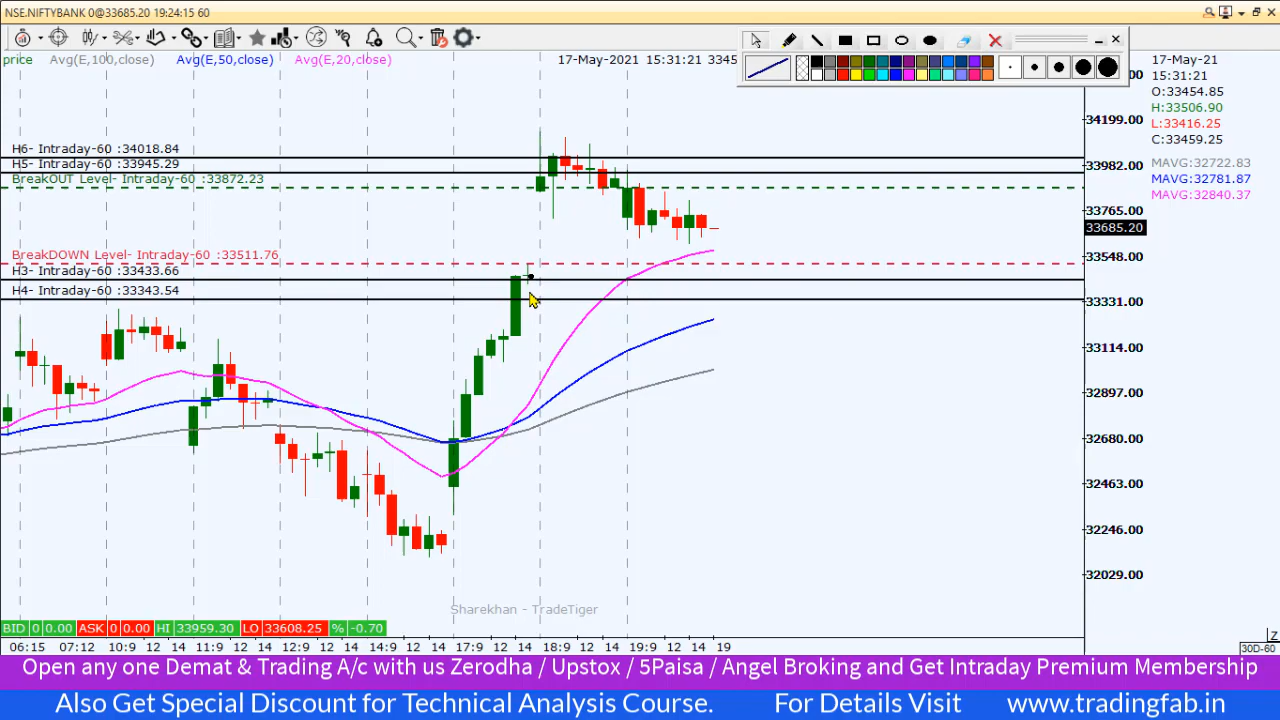 NSE.NIFTYBANK 0@33685.20 19:24:15 60
price Avg(E,100,close) Avg(E,50,close) Avg(E,20,close) 17-May-2021 15:31:21 3345
17-May-21
15:31:21
O:33454.85
H:33506.90
L:33416.25
C:33459.25
MAVG:32722.83
MAVG:32781.87
MAVG:32840.37
34199.00
33982.00
33765.00
33685.20
33548.00
33331.00
33114.00
32897.00
32680.00
32463.00
32246.00
32029.00
H6- Intraday-60 :34018.84
H5- Intraday-60 :33945.29
BreakOUT Level- Intraday-60 :33872.23
BreakDOWN Level- Intraday-60 :33511.76
H3- Intraday-60 :33433.66
H4- Intraday-60 :33343.54
Sharekhan - TradeTiger
BID 0 0.00 ASK 0 0.00 HI 33959.30 LO 33608.25 % -0.70
06:15 07:12 10:9 12 14 11:9 12 14 12:9 12 14 14:9 12 14 17:9 12 14 18:9 12 14 19:9 12 14 19
Z
30D-60
Open any one Demat & Trading A/c with us Zerodha / Upstox / 5Paisa / Angel Broking and Get Intraday Premium Membership
Also Get Special Discount for Technical Analysis Course. For Details Visit www.tradingfab.in